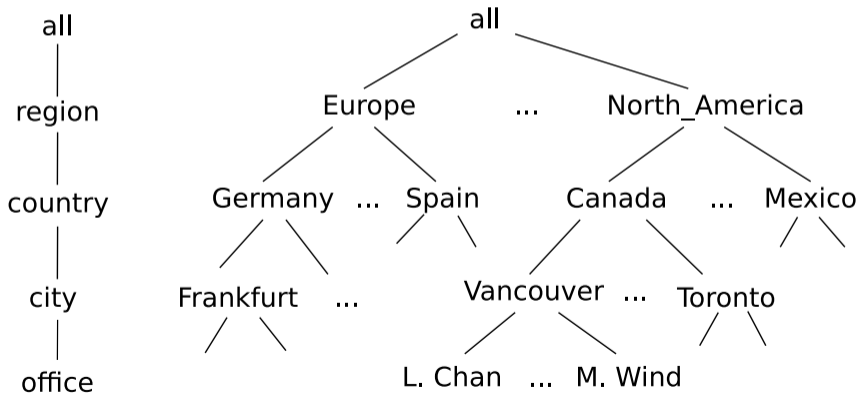 all
all
region
Europe ... North_America
country
Germany ... Spain Canada ... Mexico
city
Frankfurt ... Vancouver ... Toronto
office
L. Chan ... M. Wind